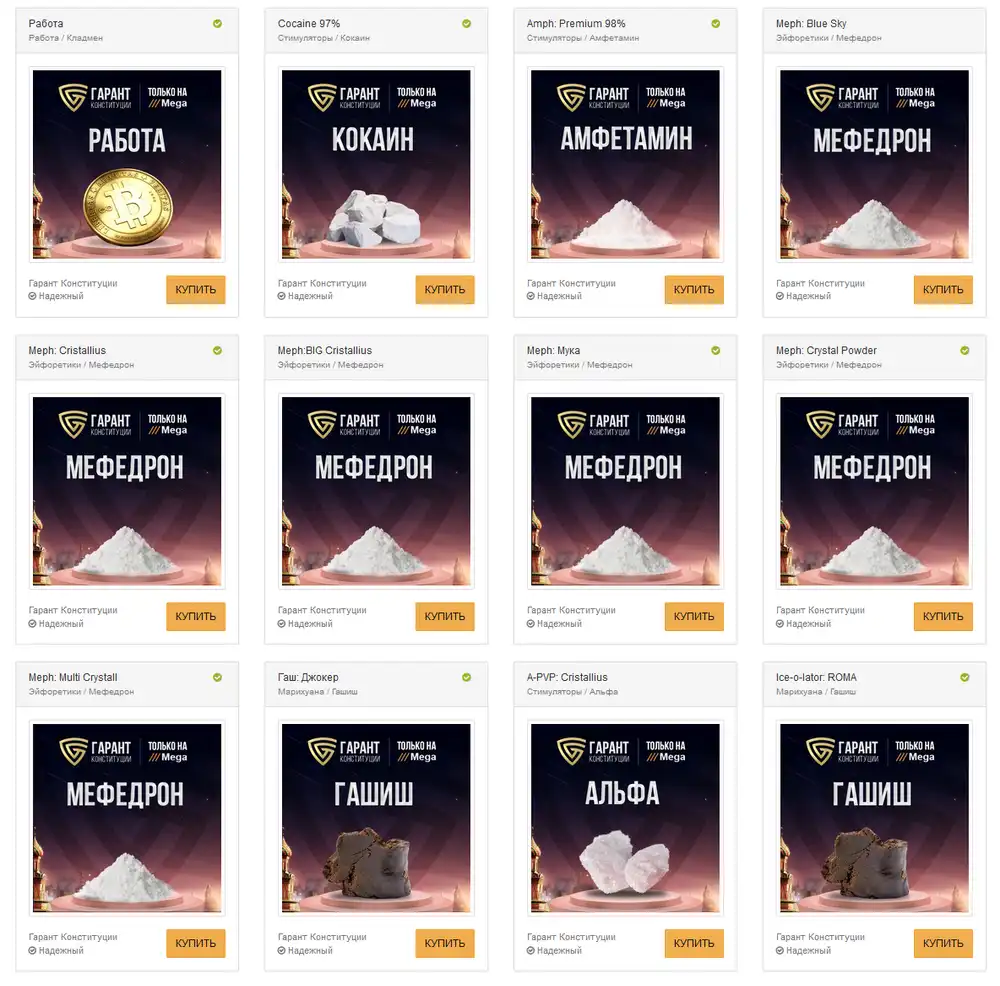 Работа
Работа / Кладмен
ГАРАНТ
КОНСТИТУЦИИ
ТОЛЬКО НА
Mega
РАБОТА
Гарант Конституции
Надежный
КУПИТЬ
Cocaine 97%
Стимуляторы / Кокаин
ГАРАНТ
КОНСТИТУЦИИ
ТОЛЬКО НА
Mega
КОКАИН
Гарант Конституции
Надежный
КУПИТЬ
Amph: Premium 98%
Стимуляторы / Амфетамин
ГАРАНТ
КОНСТИТУЦИИ
ТОЛЬКО НА
Mega
АМФЕТАМИН
Гарант Конституции
Надежный
КУПИТЬ
Meph: Blue Sky
Эйфоретики / Мефедрон
ГАРАНТ
КОНСТИТУЦИИ
ТОЛЬКО НА
Mega
МЕФЕДРОН
Гарант Конституции
Надежный
КУПИТЬ
Meph: Cristallius
Эйфоретики / Мефедрон
ГАРАНТ
КОНСТИТУЦИИ
ТОЛЬКО НА
Mega
МЕФЕДРОН
Гарант Конституции
Надежный
КУПИТЬ
Meph:BIG Cristallius
Эйфоретики / Мефедрон
ГАРАНТ
КОНСТИТУЦИИ
ТОЛЬКО НА
Mega
МЕФЕДРОН
Гарант Конституции
Надежный
КУПИТЬ
Meph: Мука
Эйфоретики / Мефедрон
ГАРАНТ
КОНСТИТУЦИИ
ТОЛЬКО НА
Mega
МЕФЕДРОН
Гарант Конституции
Надежный
КУПИТЬ
Meph: Crystal Powder
Эйфоретики / Мефедрон
ГАРАНТ
КОНСТИТУЦИИ
ТОЛЬКО НА
Mega
МЕФЕДРОН
Гарант Конституции
Надежный
КУПИТЬ
Meph: Multi Crystall
Эйфоретики / Мефедрон
ГАРАНТ
КОНСТИТУЦИИ
ТОЛЬКО НА
Mega
МЕФЕДРОН
Гарант Конституции
Надежный
КУПИТЬ
Гаш: Джокер
Марихуана / Гашиш
ГАРАНТ
КОНСТИТУЦИИ
ТОЛЬКО НА
Mega
ГАШИШ
Гарант Конституции
Надежный
КУПИТЬ
A-PVP: Cristallius
Стимуляторы / Альфа
ГАРАНТ
КОНСТИТУЦИИ
ТОЛЬКО НА
Mega
АЛЬФА
Гарант Конституции
Надежный
КУПИТЬ
Ice-o-lator: ROMA
Марихуана / Гашиш
ГАРАНТ
КОНСТИТУЦИИ
ТОЛЬКО НА
Mega
ГАШИШ
Гарант Конституции
Надежный
КУПИТЬ